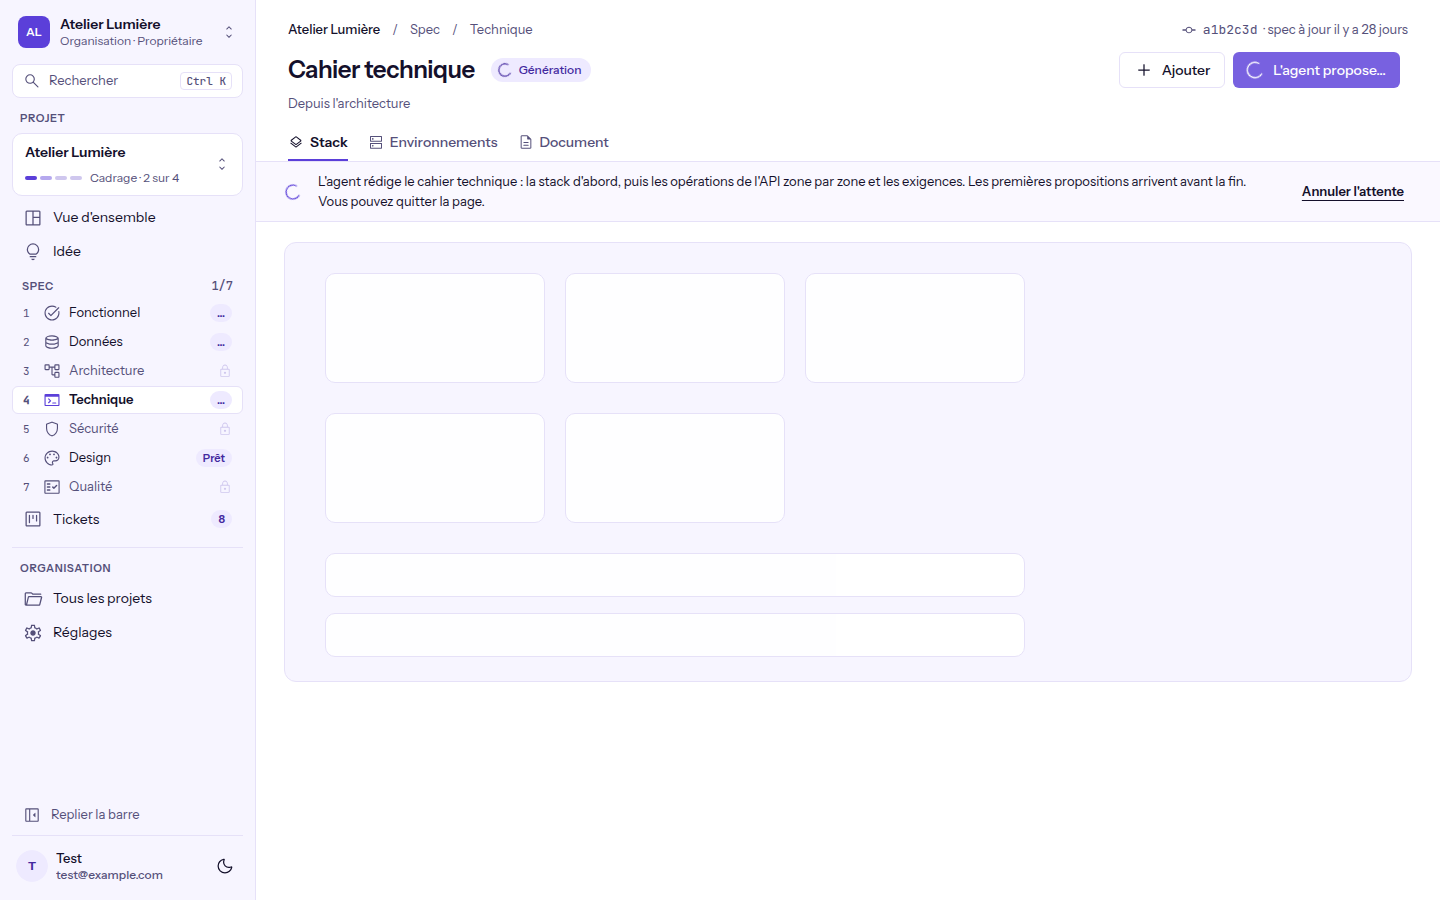 AL
Atelier Lumière
Organisation · Propriétaire
Rechercher
Ctrl K
PROJET
Atelier Lumière
Cadrage · 2 sur 4
Vue d'ensemble
Idée
SPEC 1/7
1 Fonctionnel ...
2 Données ...
3 Architecture
4 Technique ...
5 Sécurité
6 Design Prêt
7 Qualité
Tickets 8
ORGANISATION
Tous les projets
Réglages
Replier la barre
T
Test
test@example.com
Atelier Lumière / Spec / Technique
a1b2c3d · spec à jour il y a 28 jours
Cahier technique
Génération
Ajouter
L'agent propose...
Depuis l'architecture
Stack
Environnements
Document
L'agent rédige le cahier technique : la stack d'abord, puis les opérations de l'API zone par zone et les exigences. Les premières propositions arrivent avant la fin.
Vous pouvez quitter la page.
Annuler l'attente